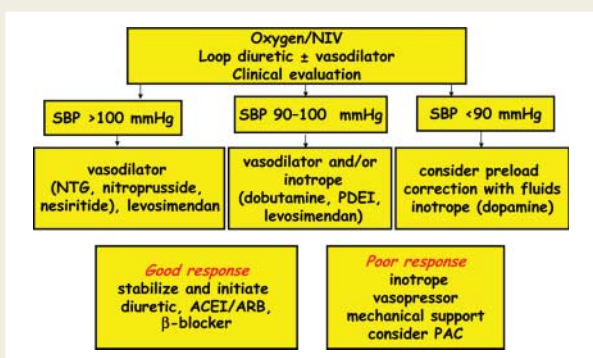 Oxygen/NIV
Loop diuretic ± vasodilator
Clinical evaluation
SBP >100 mmHg
SBP 90-100 mmHg
SBP <90 mmHg
vasodilator
(NTG, nitroprusside,
nesiritide), levosimendan
vasodilator and/or
inotrope
(dobutamine, PDEI,
levosimendan)
consider preload
correction with fluids
inotrope (dopamine)
Good response
stabilize and initiate
diuretic, ACEI/ARB,
β-blocker
Poor response
inotrope
vasopressor
mechanical support
consider PAC